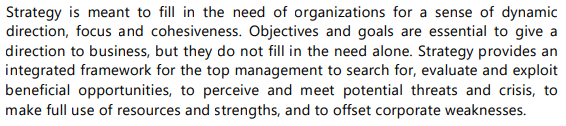 Strategy is meant to fill in the need of organizations for a sense of dynamic
direction, focus and cohesiveness. Objectives and goals are essential to give a
direction to business, but they do not fill in the need alone. Strategy provides an
integrated framework for the top management to search for, evaluate and exploit
beneficial opportunities, to perceive and meet potential threats and crisis, to
make full use of resources and strengths, and to offset corporate weaknesses.